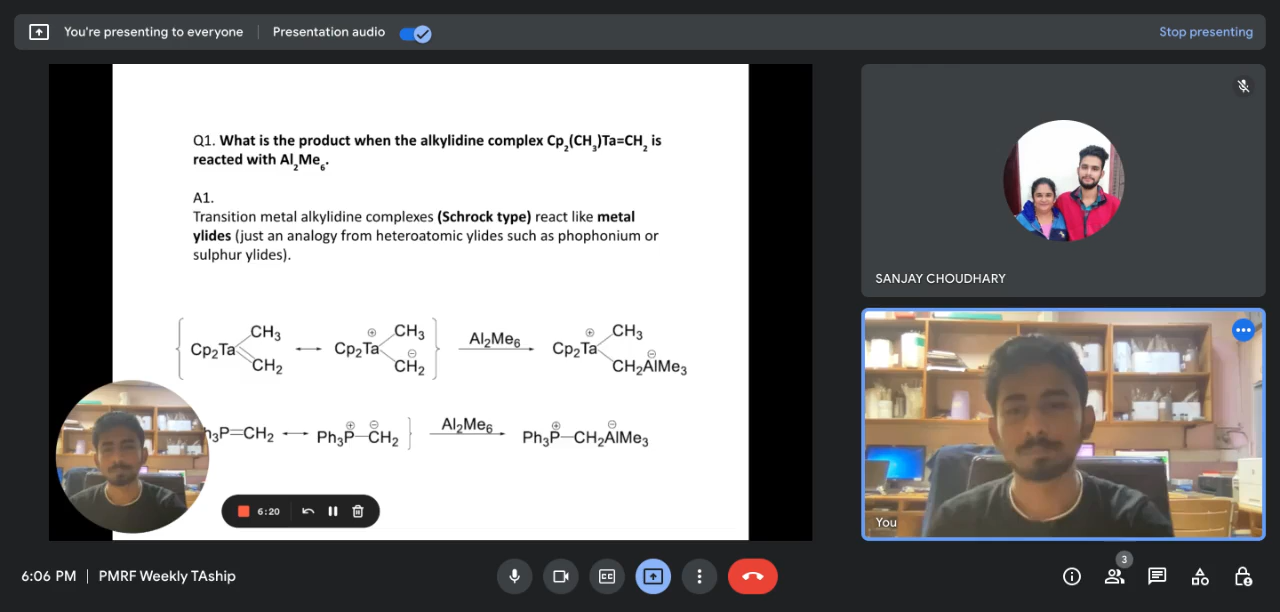 You're presenting to everyone
Presentation audio
Stop presenting
Q1. What is the product when the alkylidine complex Cp₂(CH₃)Ta=CH₂ is
reacted with Al₂Me₆.
A1.
Transition metal alkylidine complexes (Schrock type) react like metal
ylides (just an analogy from heteroatomic ylides such as phophonium or
sulphur ylides).
Cp₂Ta CH₃ CH₂ ⟷ Cp₂Ta ⊕ CH₃ ⊖ CH₂ Al₂Me₆ → Cp₂Ta ⊕ CH₃ ⊖ CH₂AlMe₃
h₃P=CH₂ ⟷ Ph₃P ⊕ – ⊖ CH₂ Al₂Me₆ → Ph₃P ⊕ – CH₂AlMe₃ ⊖
6:20
SANJAY CHOUDHARY
You
6:06 PM | PMRF Weekly TAship
CC
3